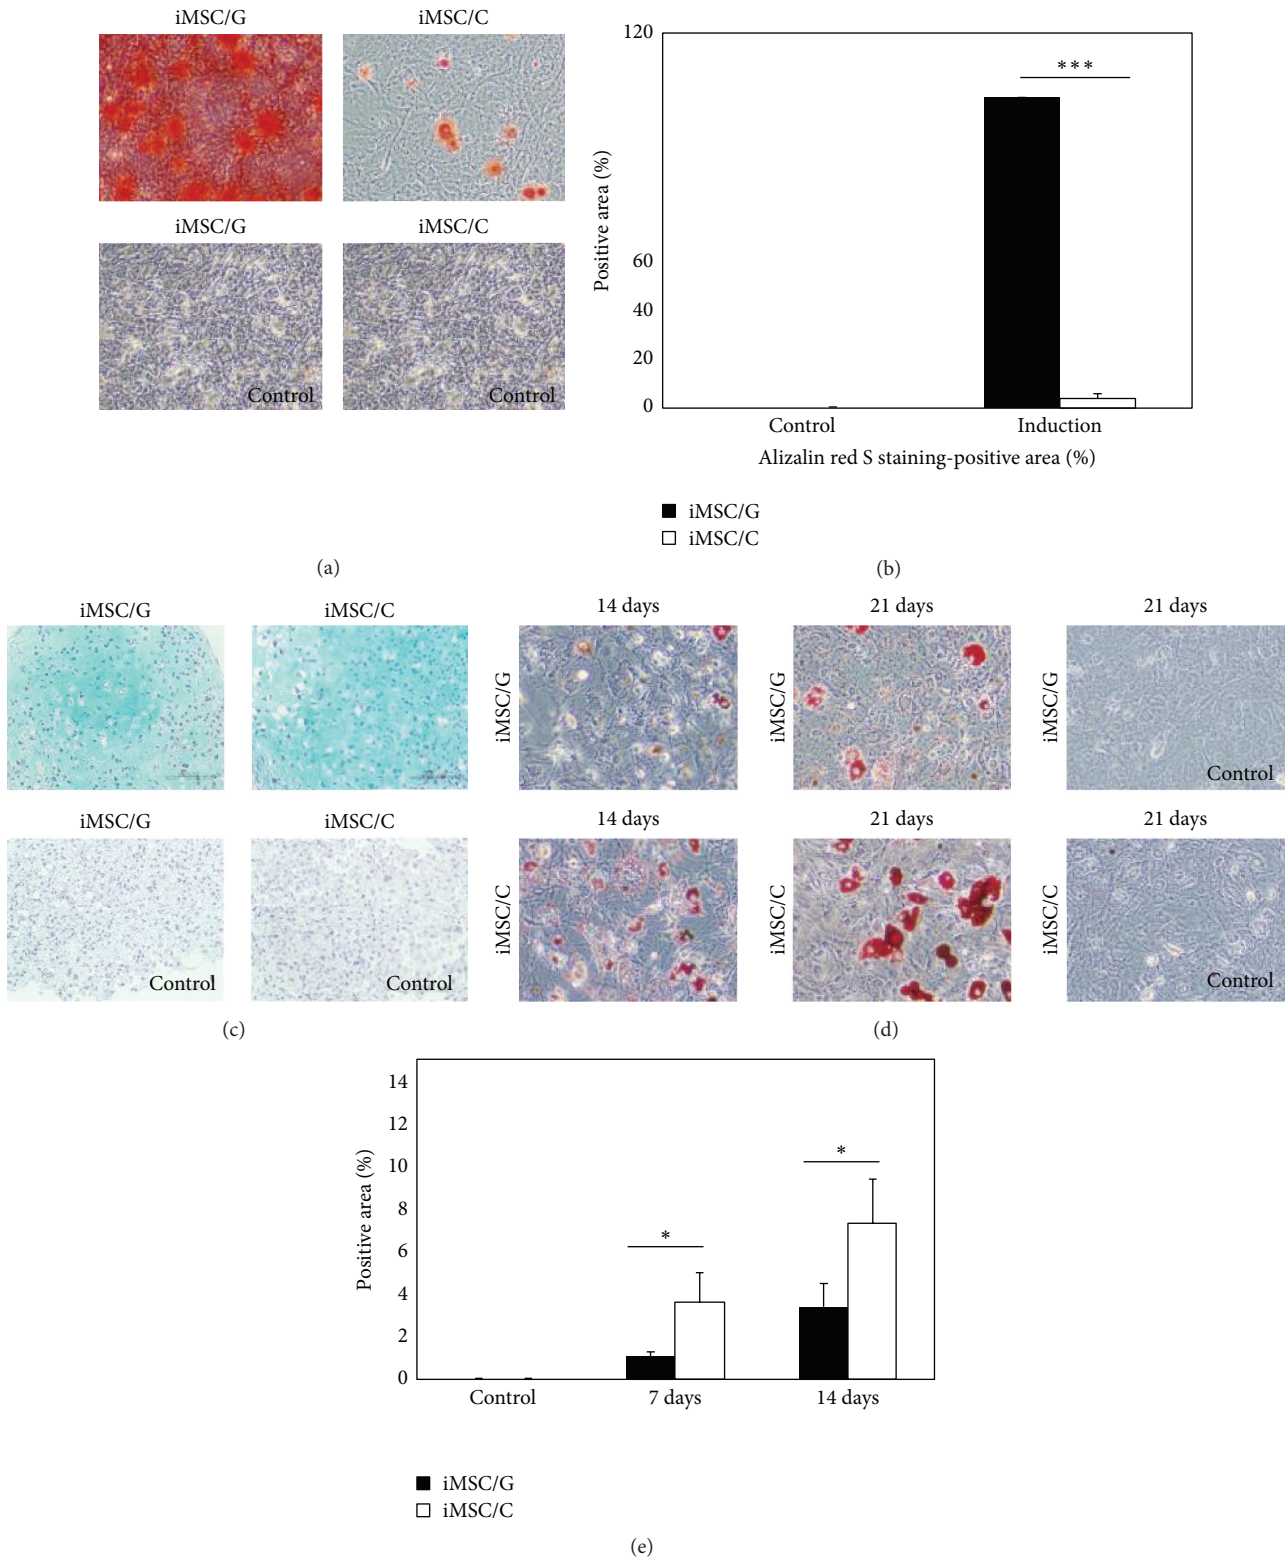 iMSC/G
iMSC/C
iMSC/G
iMSC/C
Control
Control
(a)
120
60
40
20
0
Positive area (%)
***
Control
Induction
Alizalin red S staining-positive area (%)
iMSC/G
iMSC/C
(b)
iMSC/G
iMSC/C
iMSC/G
iMSC/C
Control
Control
(c)
14 days
21 days
21 days
iMSC/G
iMSC/G
iMSC/G
Control
14 days
21 days
21 days
iMSC/C
iMSC/C
iMSC/C
Control
(d)
14
12
10
8
6
4
2
0
Positive area (%)
*
*
Control
7 days
14 days
iMSC/G
iMSC/C
(e)